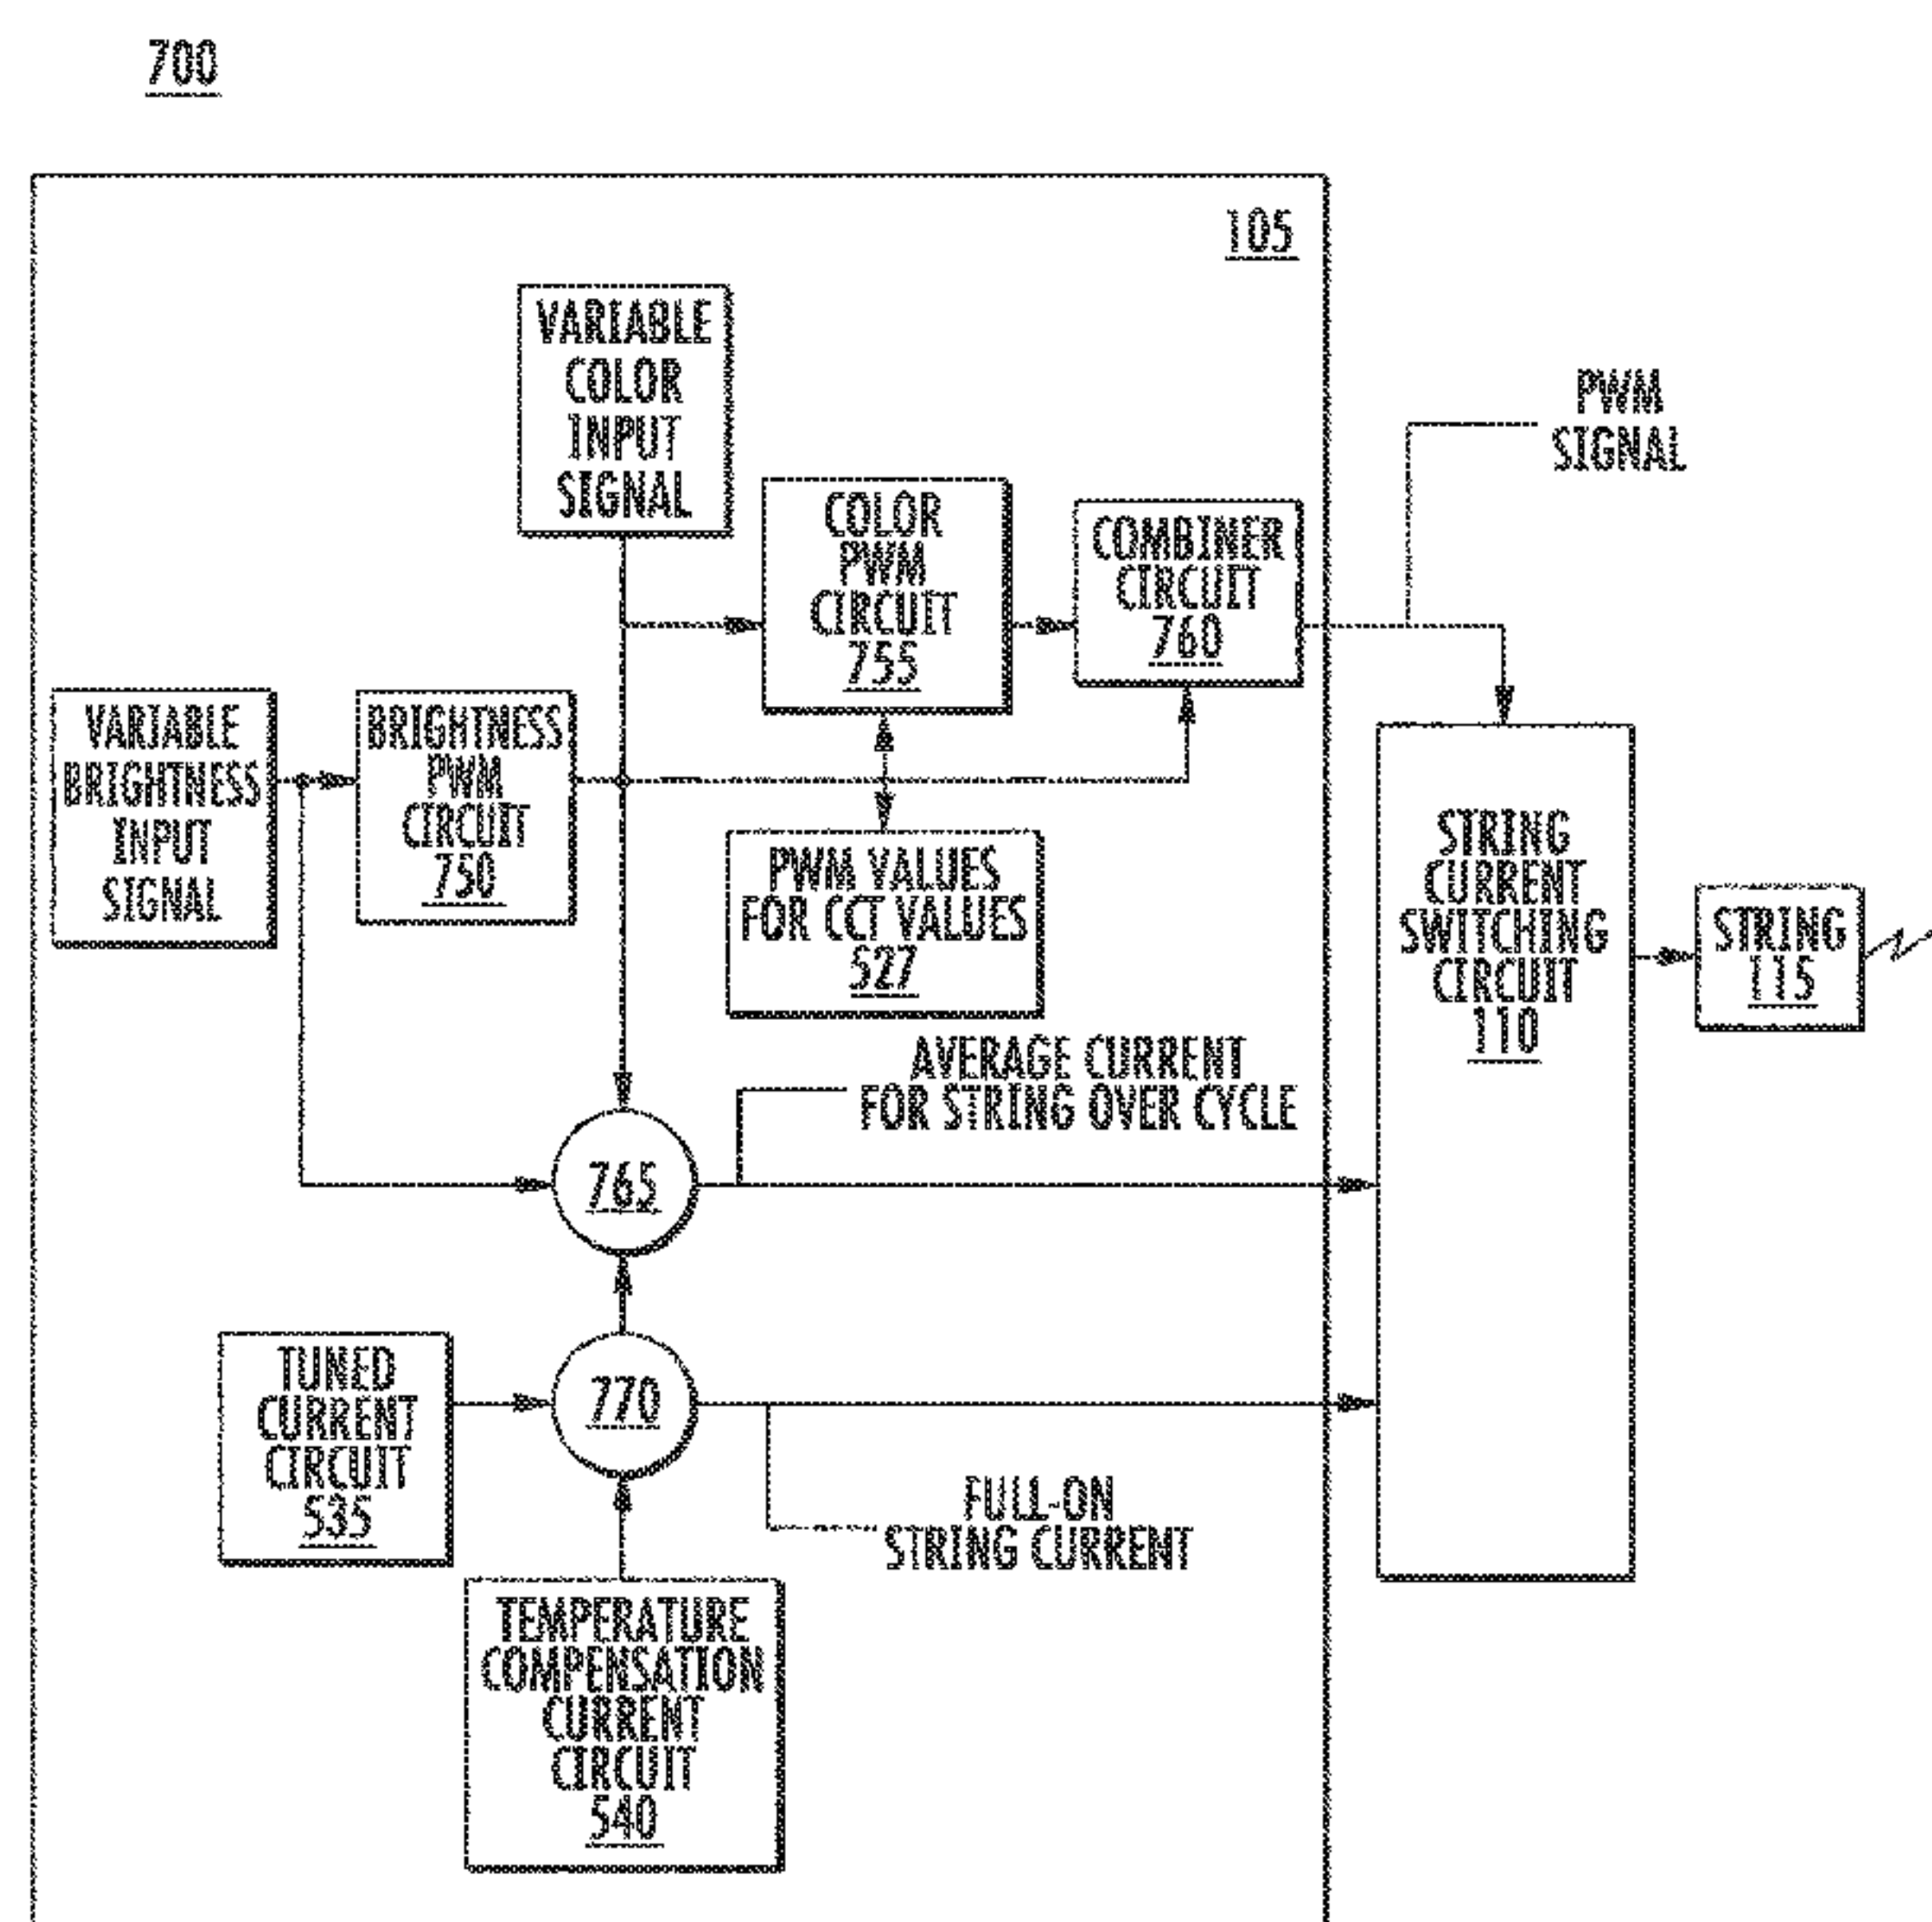 700
105
VARIABLE
COLOR
INPUT
SIGNAL
PWM
SIGNAL
COLOR
PWM
CIRCUIT
755
COMBINER
CIRCUIT
760
VARIABLE
BRIGHTNESS
INPUT
SIGNAL
BRIGHTNESS
PWM
CIRCUIT
750
PWM VALUES
FOR CCT VALUES
527
STRING
CURRENT
SWITCHING
CIRCUIT
110
STRING
115
AVERAGE CURRENT
FOR STRING OVER CYCLE
765
TUNED
CURRENT
CIRCUIT
535
770
FULL-ON
STRING CURRENT
TEMPERATURE
COMPENSATION
CURRENT
CIRCUIT
540